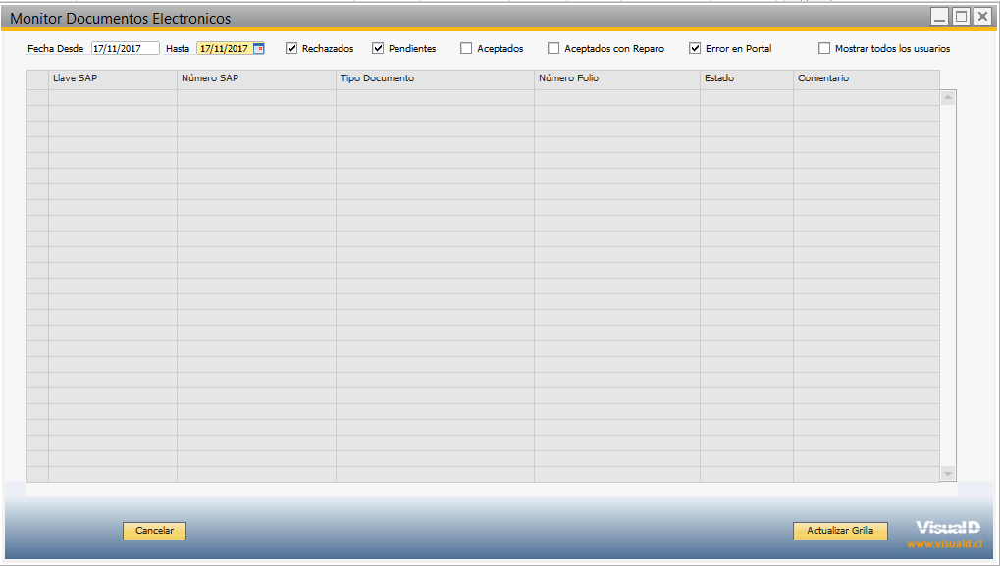 Monitor Documentos Electronicos
Fecha Desde 17/11/2017 Hasta 17/11/2017 Rechazados Pendientes Aceptados Aceptados con Reparo Error en Portal Mostrar todos los usuarios
Llave SAP Número SAP Tipo Documento Número Folio Estado Comentario
Cancelar Actualizar Grilla VisualD
www.visuald.cl